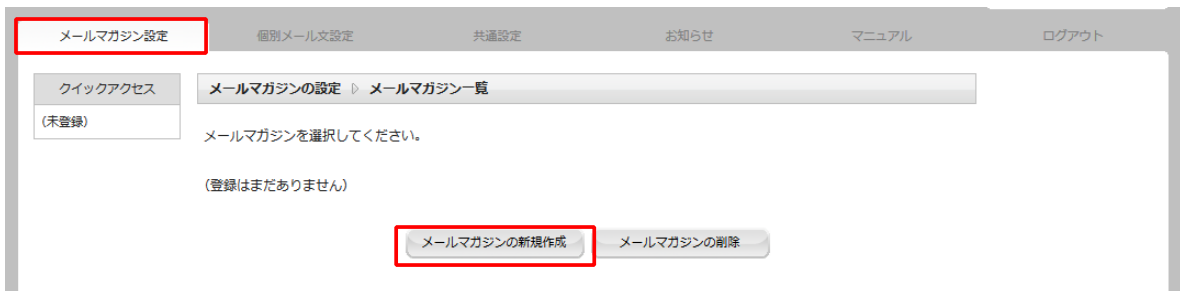 メールマガジン設定 個別メール文設定 共通設定 お知らせ マニュアル ログアウト
クイックアクセス
(未登録)
メールマガジンの設定 ▷ メールマガジン一覧
メールマガジンを選択してください。
(登録はまだありません)
メールマガジンの新規作成 メールマガジンの削除